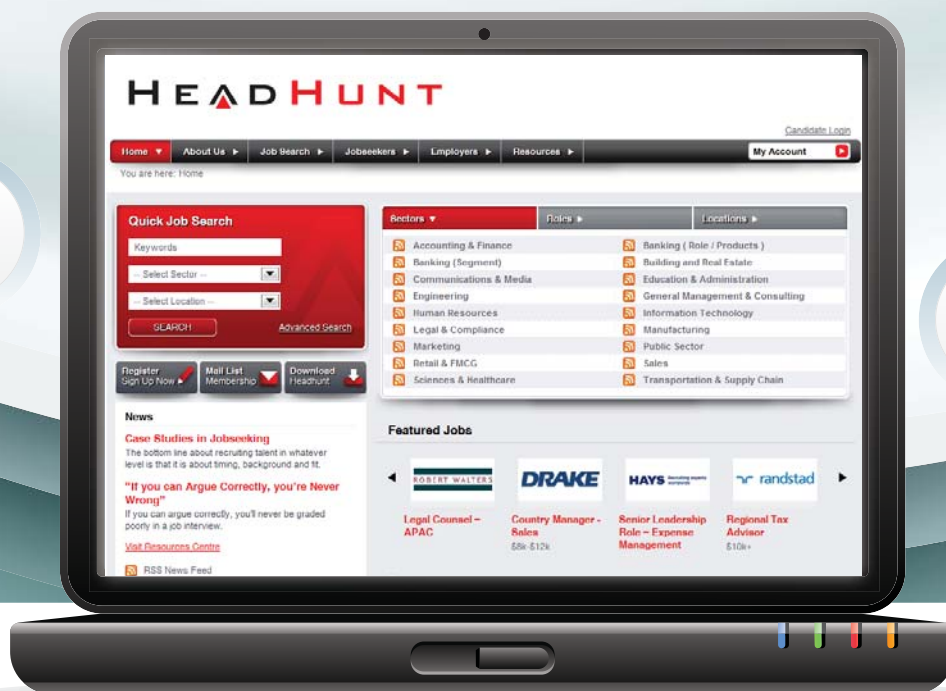 HEADHUNT
Candidate Login
Home
About Us
Job Search
Jobseekers
Employers
Resources
My Account
You are here: Home
Quick Job Search
Keywords
-- Select Sector --
-- Select Location --
SEARCH
Advanced Search
Register
Sign Up Now
Mail List
Membership
Download
Headhunt
News
Case Studies in Jobseeking
The bottom line about recruiting talent in whatever
level is that it is about timing, background and fit.
"If you can Argue Correctly, you're Never
Wrong"
If you can argue correctly, you'll never be graded
poorly in a job interview.
Visit Resources Centre
RSS News Feed
Sectors
Roles
Locations
Accounting & Finance
Banking ( Role / Products )
Banking (Segment)
Building and Real Estate
Communications & Media
Education & Administration
Engineering
General Management & Consulting
Human Resources
Information Technology
Legal & Compliance
Manufacturing
Marketing
Public Sector
Retail & FMCG
Sales
Sciences & Healthcare
Transportation & Supply Chain
Featured Jobs
ROBERT WALTERS
Legal Counsel –
APAC
DRAKE
Country Manager -
Sales
$8k-$12k
HAYS Recruiting experts
worldwide
Senior Leadership
Role – Expense
Management
randstad
Regional Tax
Advisor
$10k+